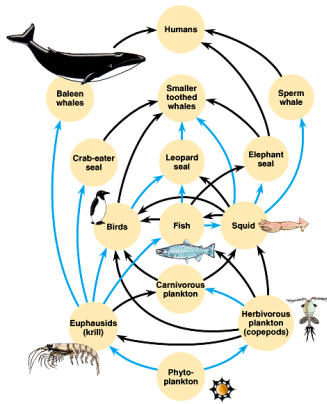 Humans
Baleen
whales
Smaller
toothed
whales
Sperm
whale
Crab-eater
seal
Leopard
seal
Elephant
seal
Birds
Fish
Squid
Carnivorous
plankton
Euphausids
(krill)
Herbivorous
plankton
(copepods)
Phyto-
plankton